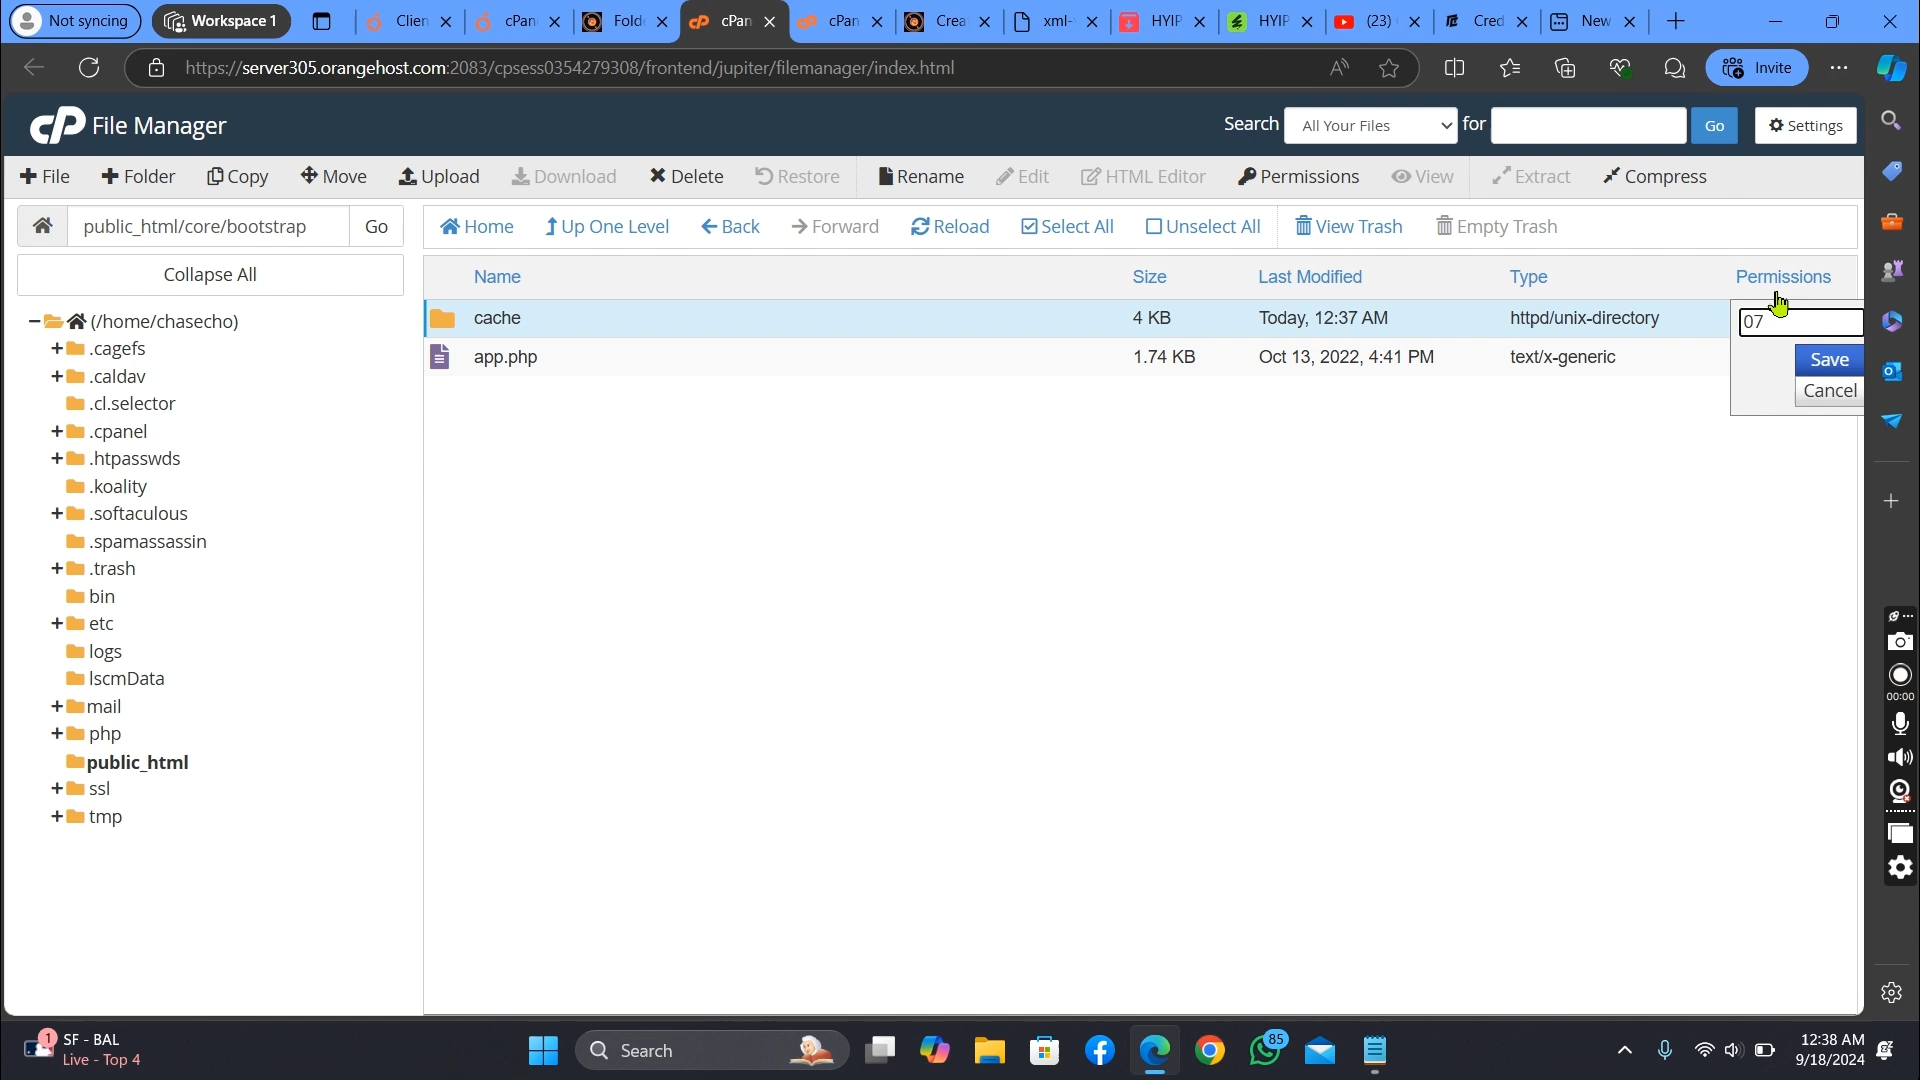 Not syncing
Workspace 1
Clien
cPan
Fold
cPan
cPan
Crea
xml-
HYIP
HYIP
(23)
Cred
New
https://server305.orangehost.com:2083/cpsess0354279308/frontend/jupiter/filemanager/index.html
Invite
cP File Manager
Search All Your Files for Go Settings
File Folder Copy Move Upload Download Delete Restore Rename Edit HTML Editor Permissions View Extract Compress
public_html/core/bootstrap Go
Home Up One Level Back Forward Reload Select All Unselect All View Trash Empty Trash
Collapse All
Name Size Last Modified Type Permissions
cache 4 KB Today, 12:37 AM httpd/unix-directory 07
app.php 1.74 KB Oct 13, 2022, 4:41 PM text/x-generic
Save
Cancel
(/home/chasecho)
.cagefs
.caldav
.cl.selector
.cpanel
.htpasswds
.koality
.softaculous
.spamassassin
.trash
bin
etc
logs
lscmData
mail
php
public_html
ssl
tmp
00:00
1
SF - BAL
Live - Top 4
Search
85
12:38 AM
9/18/2024